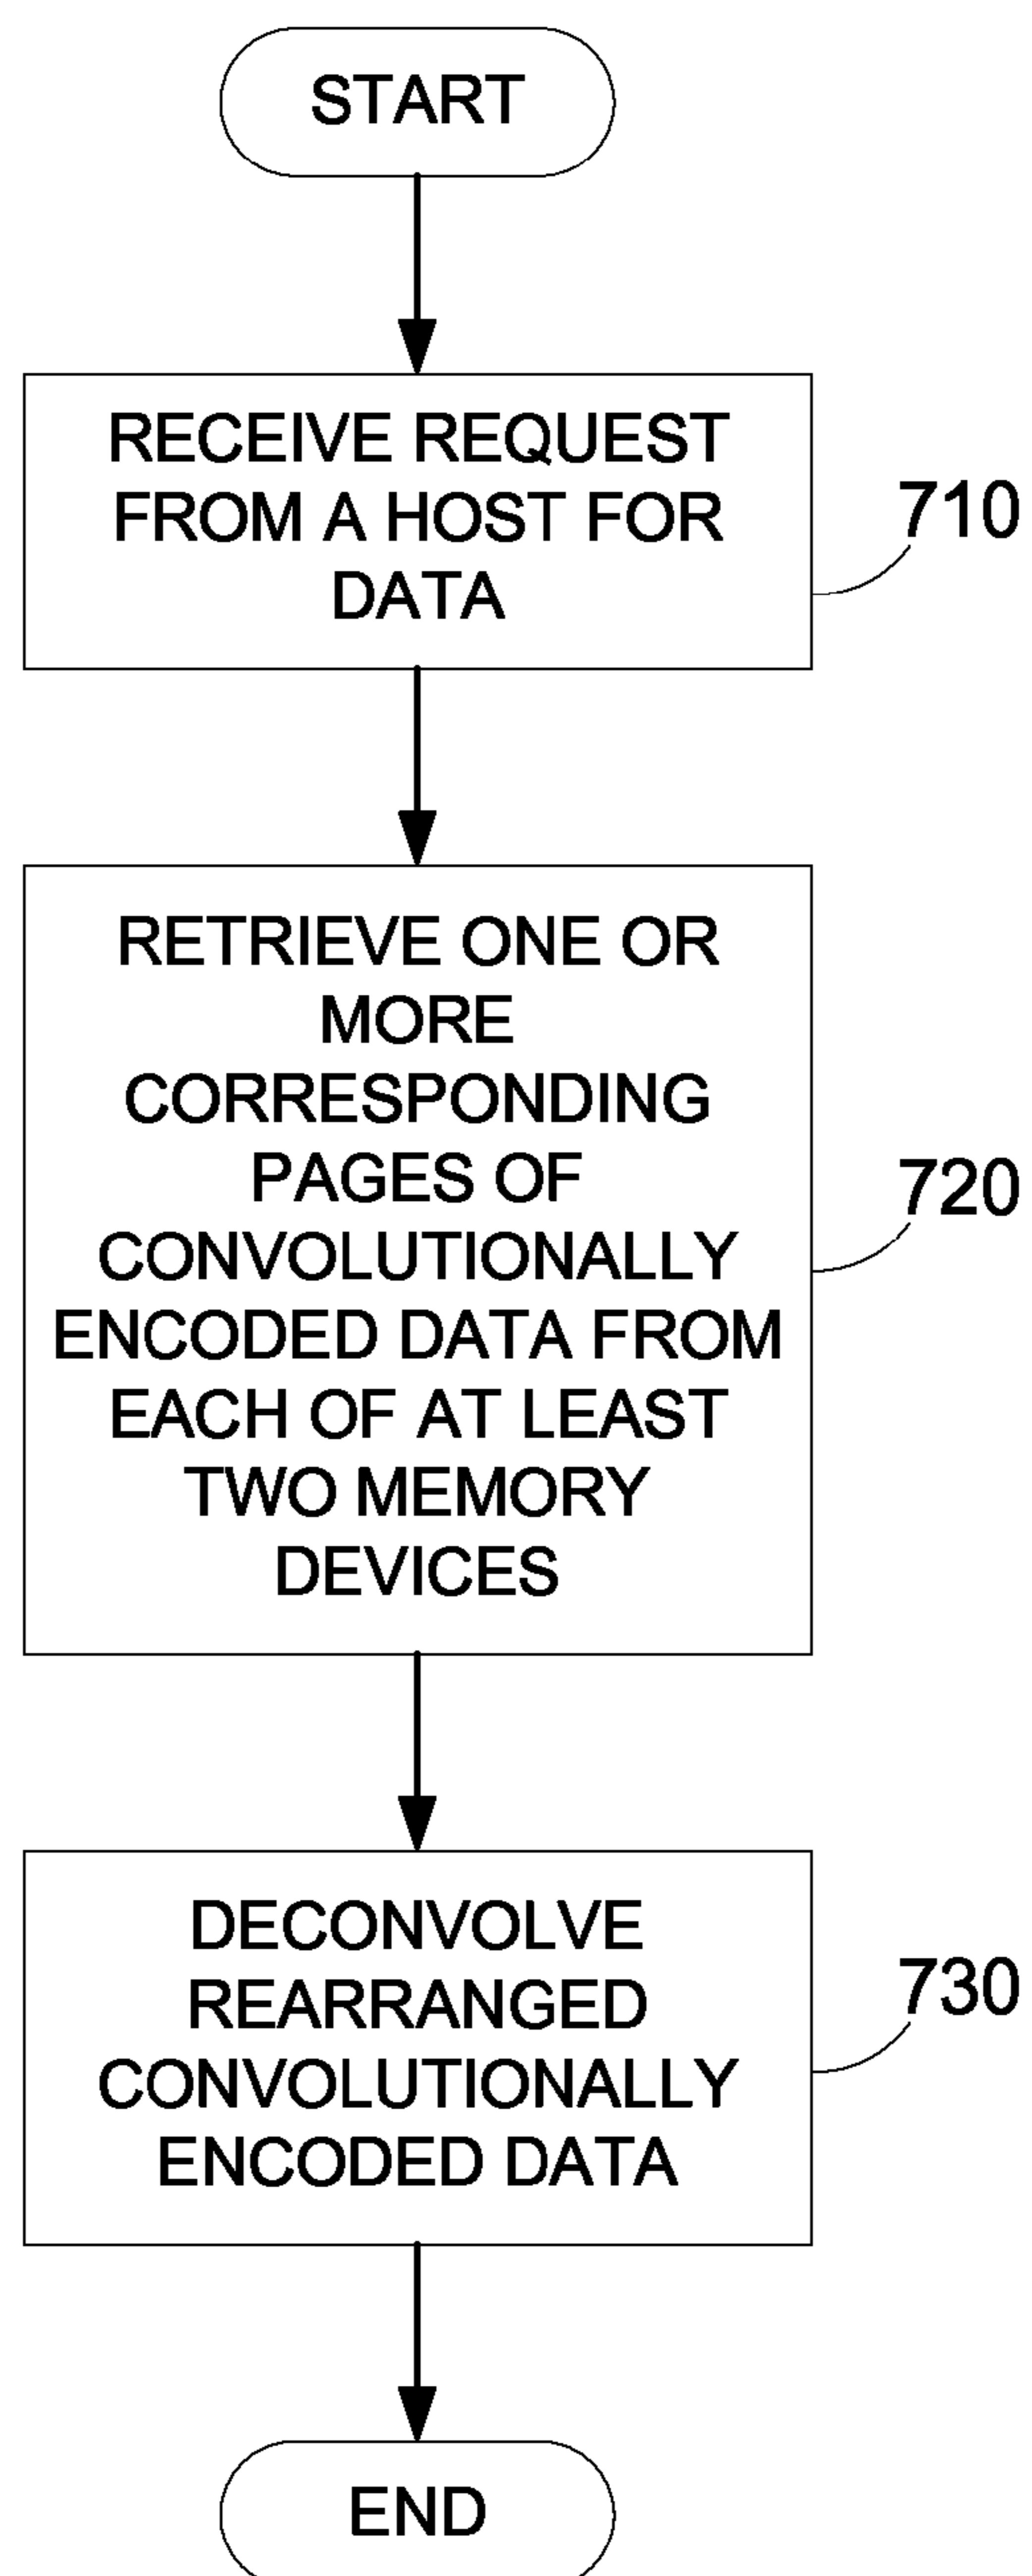 START
RECEIVE REQUEST
FROM A HOST FOR
DATA
710
RETRIEVE ONE OR
MORE
CORRESPONDING
PAGES OF
CONVOLUTIONALLY
ENCODED DATA FROM
EACH OF AT LEAST
TWO MEMORY
DEVICES
720
DECONVOLVE
REARRANGED
CONVOLUTIONALLY
ENCODED DATA
730
END